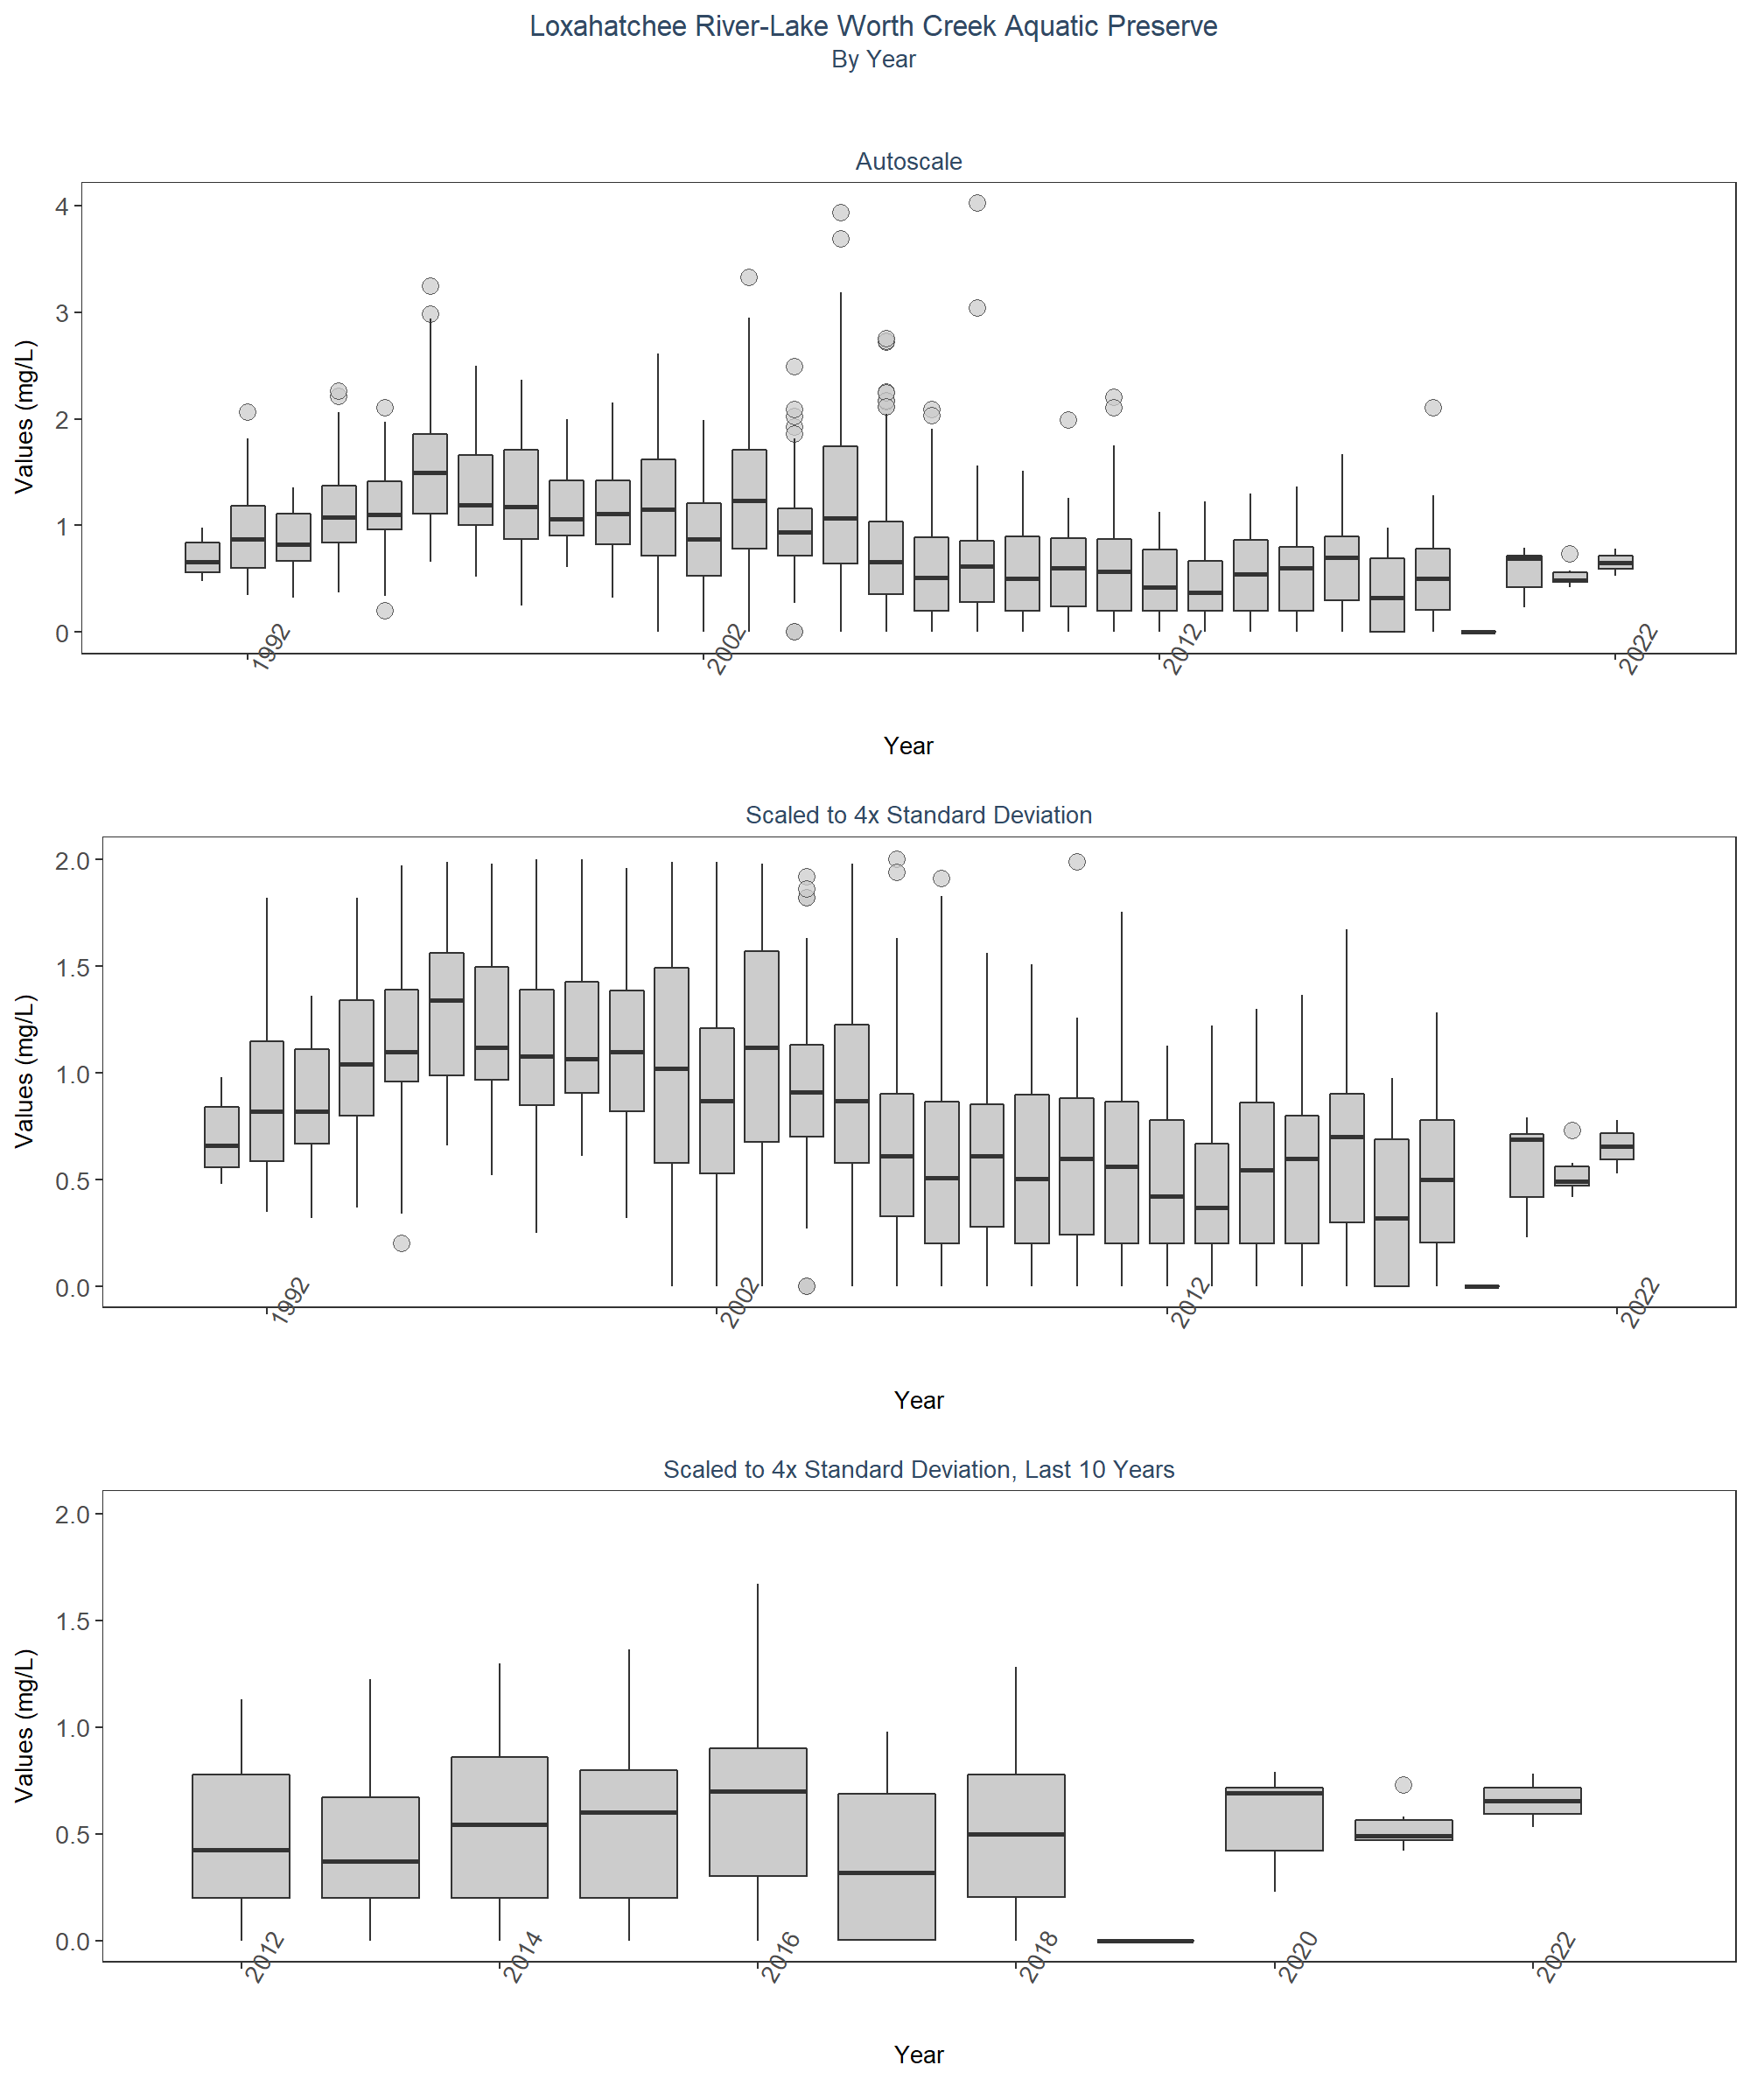 Loxahatchee River-Lake Worth Creek Aquatic Preserve
By Year
Autoscale
4
3
2
1
0
Values (mg/L)
1992
2002
2012
2022
Year
Scaled to 4x Standard Deviation
2.0
1.5
1.0
0.5
0.0
Values (mg/L)
1992
2002
2012
2022
Year
Scaled to 4x Standard Deviation, Last 10 Years
2.0
1.5
1.0
0.5
0.0
Values (mg/L)
2012
2014
2016
2018
2020
2022
Year